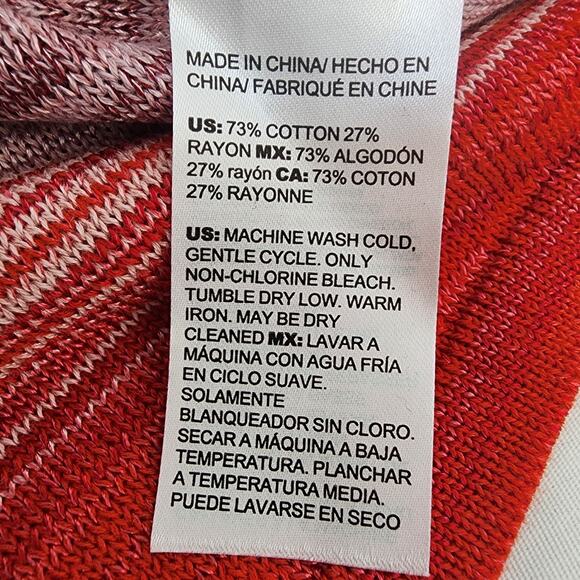 MADE IN CHINA/ HECHO EN
CHINA/ FABRIQUÉ EN CHINE
US: 73% COTTON 27%
RAYON MX: 73% ALGODÓN
27% rayón CA: 73% COTON
27% RAYONNE
US: MACHINE WASH COLD,
GENTLE CYCLE. ONLY
NON-CHLORINE BLEACH.
TUMBLE DRY LOW. WARM
IRON. MAY BE DRY
CLEANED MX: LAVAR A
MÁQUINA CON AGUA FRÍA
EN CICLO SUAVE.
SOLAMENTE
BLANQUEADOR SIN CLORO.
SECAR A MÁQUINA A BAJA
TEMPERATURA. PLANCHAR
A TEMPERATURA MEDIA.
PUEDE LAVARSE EN SECO